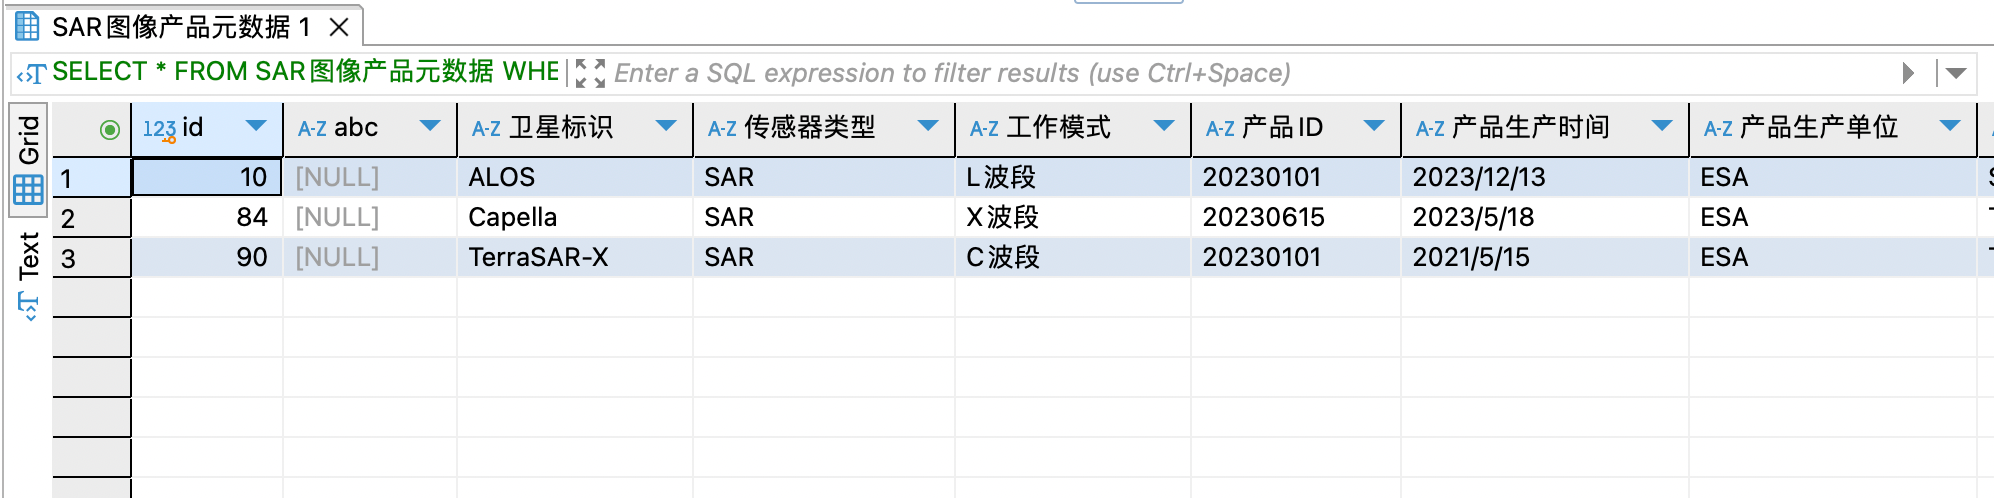 SAR图像产品元数据 1
SELECT * FROM SAR图像产品元数据 WHE Enter a SQL expression to filter results (use Ctrl+Space)
Grid
Text
123 id A-Z abc A-Z 卫星标识 A-Z 传感器类型 A-Z 工作模式 A-Z 产品ID A-Z 产品生产时间 A-Z 产品生产单位
1 10 [NULL] ALOS SAR L波段 20230101 2023/12/13 ESA
2 84 [NULL] Capella SAR X波段 20230615 2023/5/18 ESA
3 90 [NULL] TerraSAR-X SAR C波段 20230101 2021/5/15 ESA